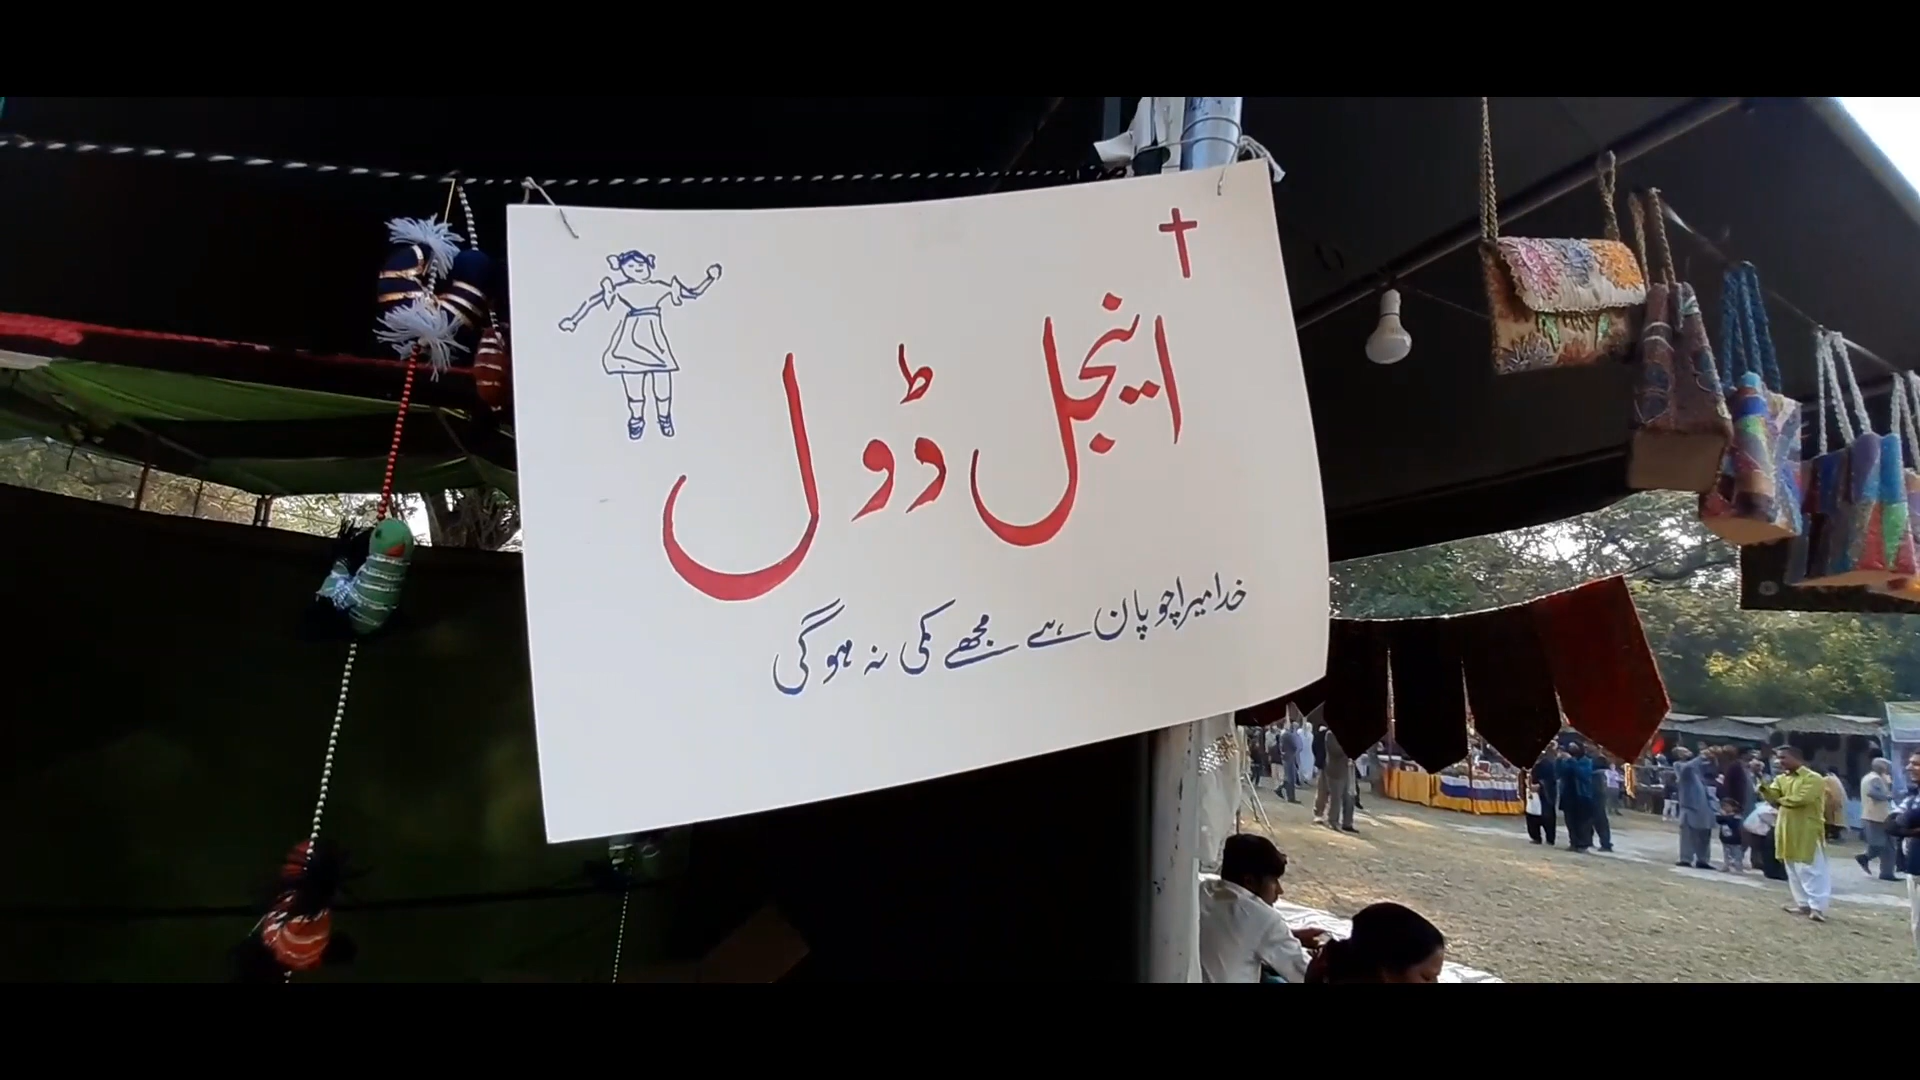 اینجل ڈول
خدا میرا چوپان ہے مجھے کمی نہ ہوگی